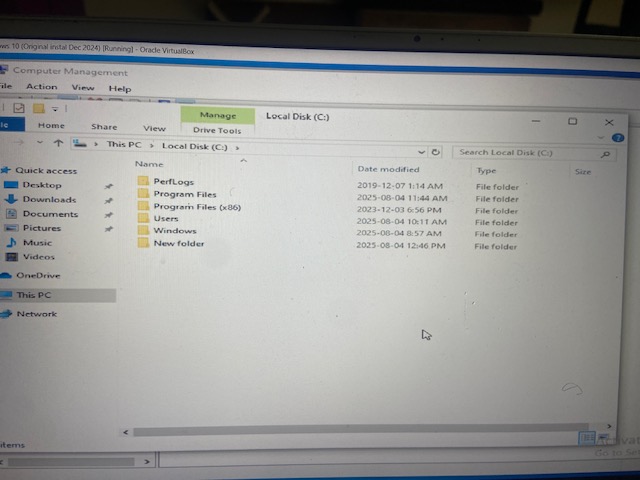 ws 10 (Original instal Dec 2024) [Running] - Oracle VirtualBox
Computer Management
ile Action View Help
Manage Local Disk (C:)
le Home Share View Drive Tools
This PC > Local Disk (C:) > Search Local Disk (C:)
Name Date modified Type Size
Quick access
Desktop
Downloads
Documents
Pictures
Music
Videos
OneDrive
This PC
Network
PerfLogs 2019-12-07 1:14 AM File folder
Program Files 2025-08-04 11:44 AM File folder
Program Files (x86) 2023-12-03 6:56 PM File folder
Users 2025-08-04 10:11 AM File folder
Windows 2025-08-04 8:57 AM File folder
New folder 2025-08-04 12:46 PM File folder
items